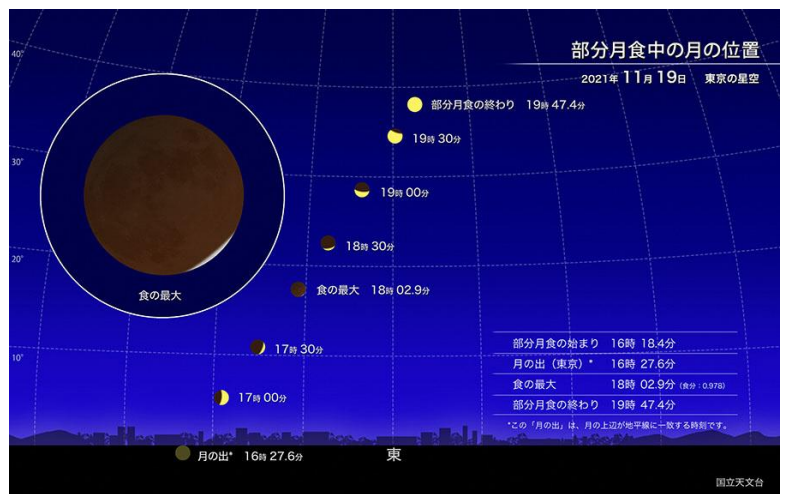 部分月食中の月の位置
2021年 11月 19日 東京の星空
40°
30°
20°
10°
部分月食の終わり 19時 47.4分
19時 30分
19時 00分
18時 30分
食の最大 18時 02.9分
17時 30分
17時 00分
月の出* 16時 27.6分
食の最大
東
部分月食の始まり 16時 18.4分
月の出(東京)* 16時 27.6分
食の最大 18時 02.9分(食分:0.978)
部分月食の終わり 19時 47.4分
*この「月の出」は、月の上辺が地平線に一致する時刻です。
国立天文台